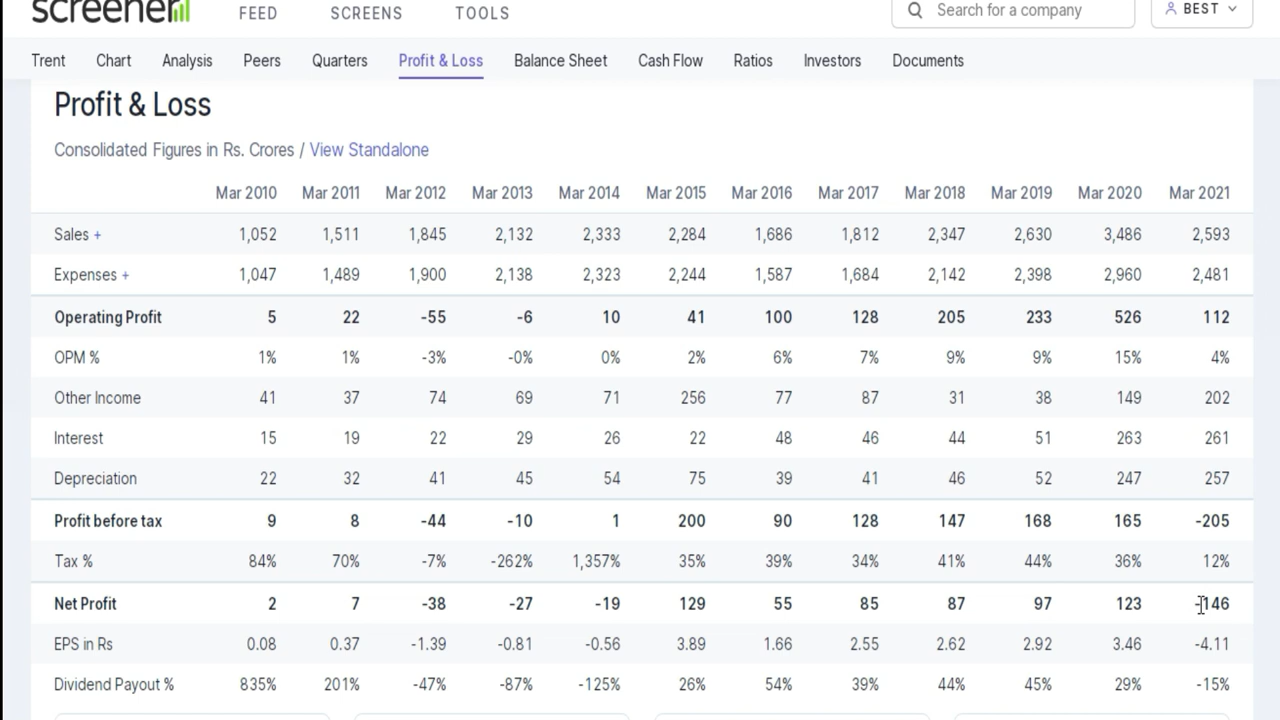 screener
FEED SCREENS TOOLS Search for a company BEST
Trent Chart Analysis Peers Quarters Profit & Loss Balance Sheet Cash Flow Ratios Investors Documents
Profit & Loss
Consolidated Figures in Rs. Crores / View Standalone
Mar 2010 Mar 2011 Mar 2012 Mar 2013 Mar 2014 Mar 2015 Mar 2016 Mar 2017 Mar 2018 Mar 2019 Mar 2020 Mar 2021
Sales + 1,052 1,511 1,845 2,132 2,333 2,284 1,686 1,812 2,347 2,630 3,486 2,593
Expenses + 1,047 1,489 1,900 2,138 2,323 2,244 1,587 1,684 2,142 2,398 2,960 2,481
Operating Profit 5 22 -55 -6 10 41 100 128 205 233 526 112
OPM % 1% 1% -3% -0% 0% 2% 6% 7% 9% 9% 15% 4%
Other Income 41 37 74 69 71 256 77 87 31 38 149 202
Interest 15 19 22 29 26 22 48 46 44 51 263 261
Depreciation 22 32 41 45 54 75 39 41 46 52 247 257
Profit before tax 9 8 -44 -10 1 200 90 128 147 168 165 -205
Tax % 84% 70% -7% -262% 1,357% 35% 39% 34% 41% 44% 36% 12%
Net Profit 2 7 -38 -27 -19 129 55 85 87 97 123 -146
EPS in Rs 0.08 0.37 -1.39 -0.81 -0.56 3.89 1.66 2.55 2.62 2.92 3.46 -4.11
Dividend Payout % 835% 201% -47% -87% -125% 26% 54% 39% 44% 45% 29% -15%